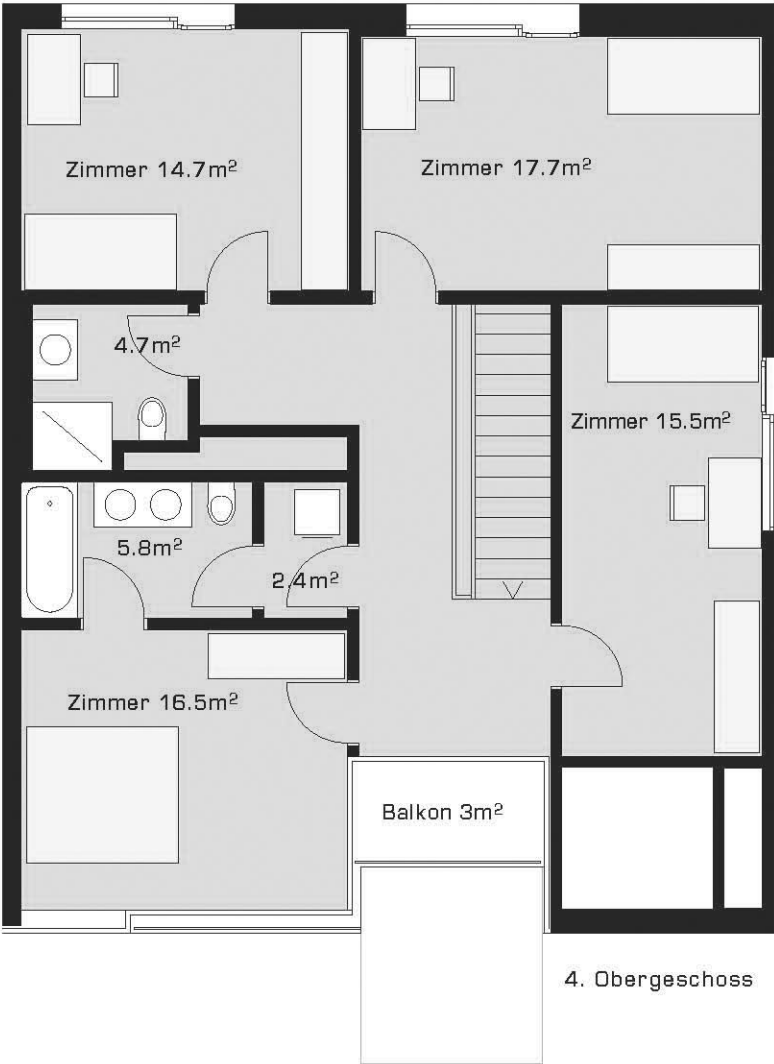 Zimmer 14.7m²
Zimmer 17.7m²
4.7m²
Zimmer 15.5m²
5.8m²
2.4m²
Zimmer 16.5m²
Balkon 3m²
4. Obergeschoss